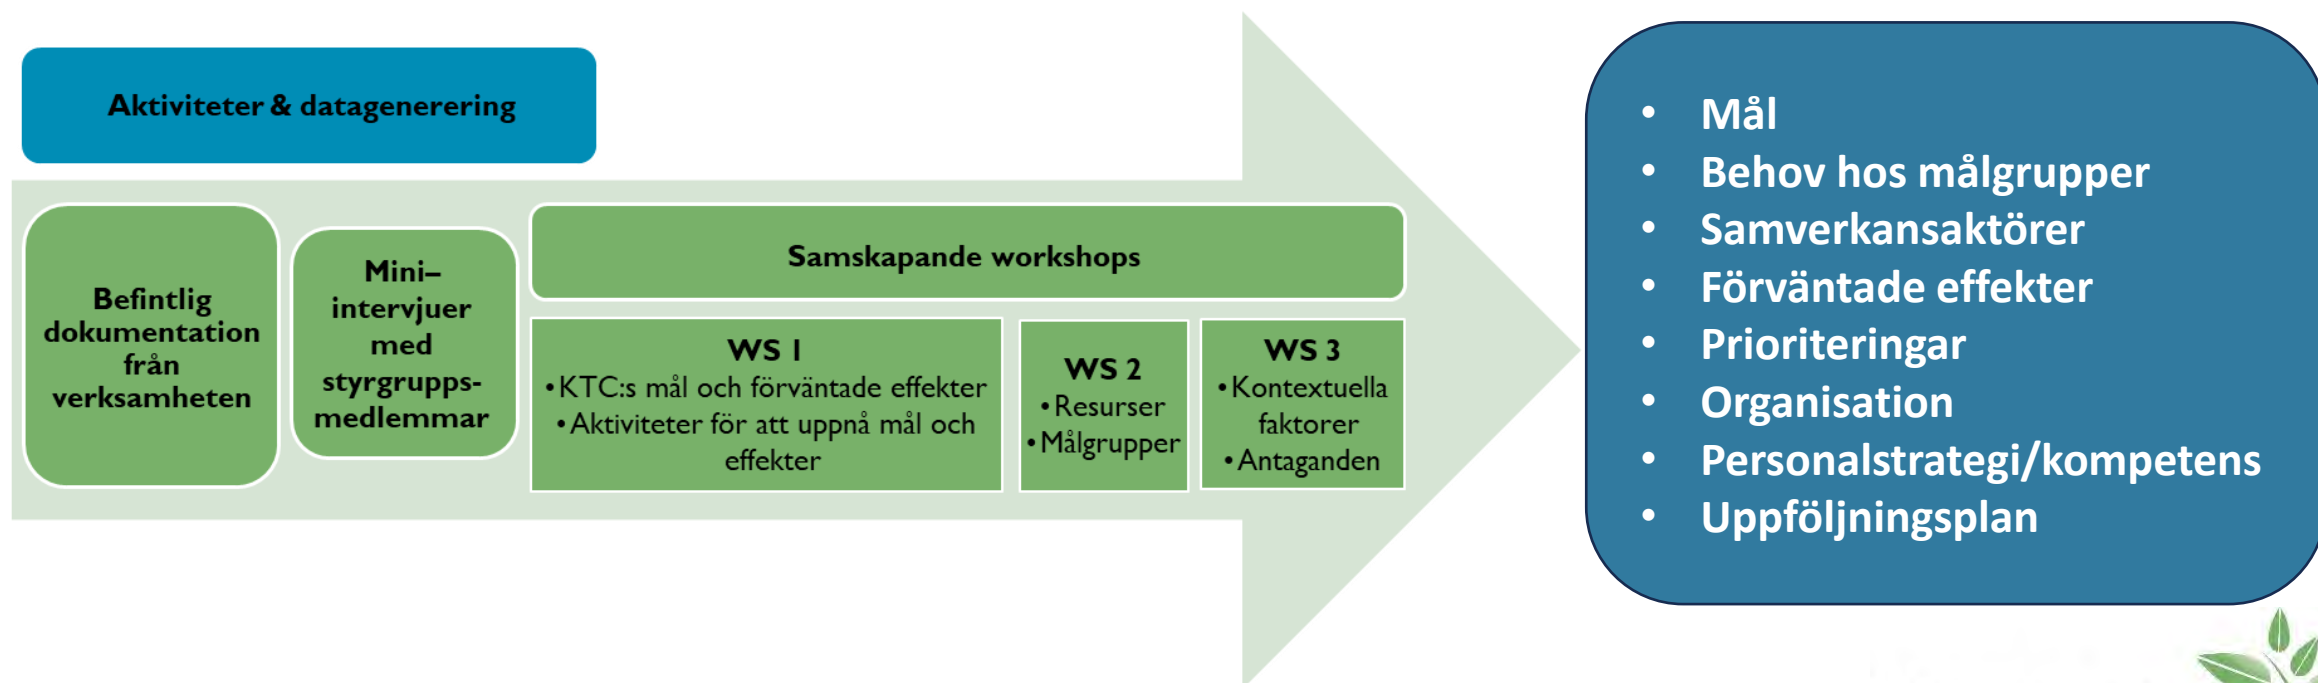 Aktiviteter & datagenerering
Befintlig
dokumentation
från
verksamheten
Mini–
intervjuer
med
styrgrupps-
medlemmar
Samskapande workshops
WS 1
•KTC:s mål och förväntade effekter
•Aktiviteter för att uppnå mål och
effekter
WS 2
•Resurser
•Målgrupper
WS 3
•Kontextuella
faktorer
•Antaganden
• Mål
• Behov hos målgrupper
• Samverkansaktörer
• Förväntade effekter
• Prioriteringar
• Organisation
• Personalstrategi/kompetens
• Uppföljningsplan